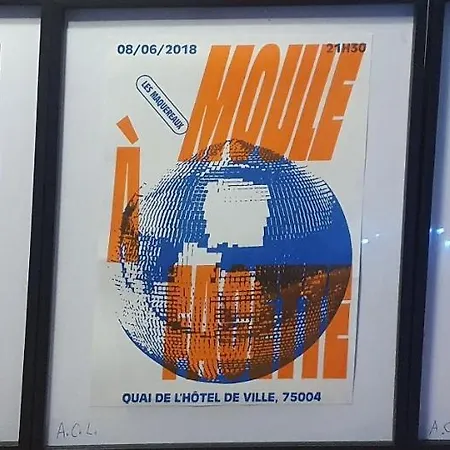 08/06/2018
21H30
LES MAQUEREAUX
MOULE
À
QUAI DE L'HÔTEL DE VILLE, 75004
A.C.L.